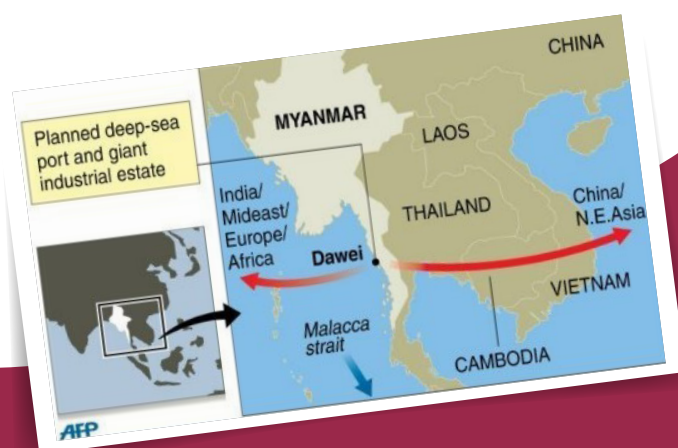 CHINA
MYANMAR
Planned deep-sea
port and giant
industrial estate
LAOS
India/
Mideast/
Europe/
Africa
THAILAND
China/
N.E.Asia
Dawei
VIETNAM
Malacca
strait
CAMBODIA
AFP